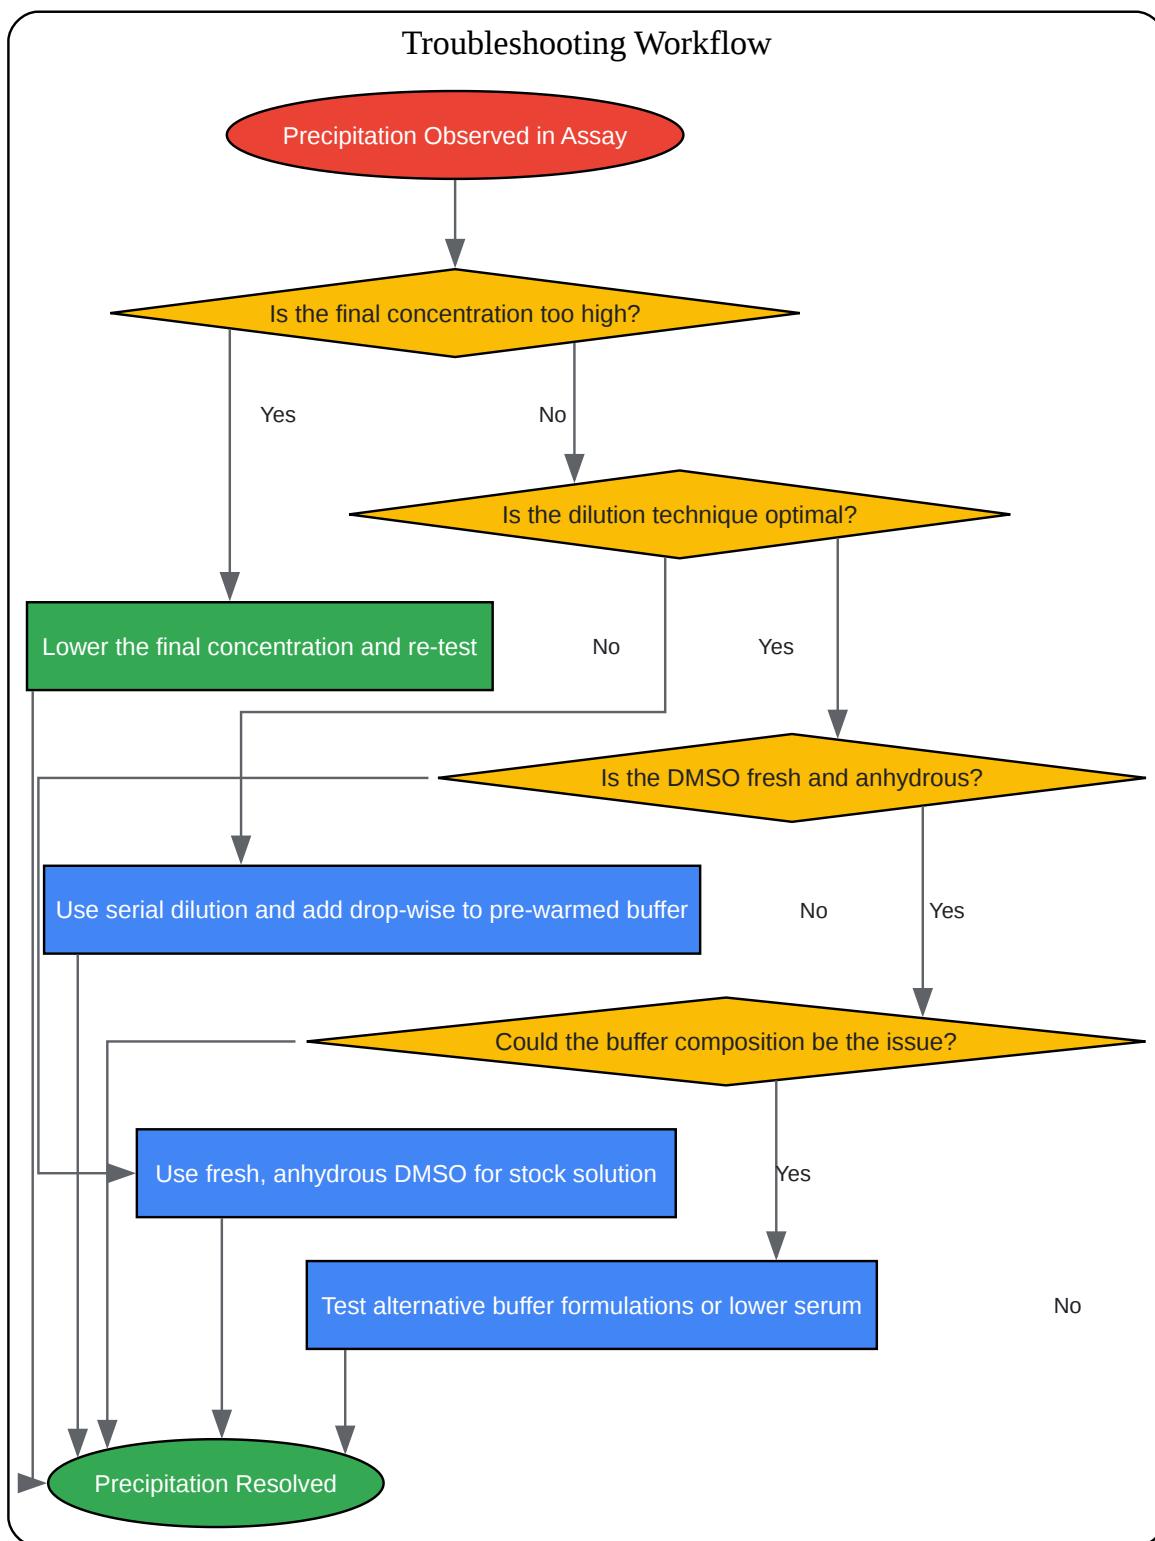 Troubleshooting Workflow
Precipitation Observed in Assay
Is the final concentration too high?
Yes
No
Is the dilution technique optimal?
Lower the final concentration and re-test
No
Yes
Is the DMSO fresh and anhydrous?
Use serial dilution and add drop-wise to pre-warmed buffer
No
Yes
Could the buffer composition be the issue?
Use fresh, anhydrous DMSO for stock solution
Yes
Test alternative buffer formulations or lower serum
No
Precipitation Resolved